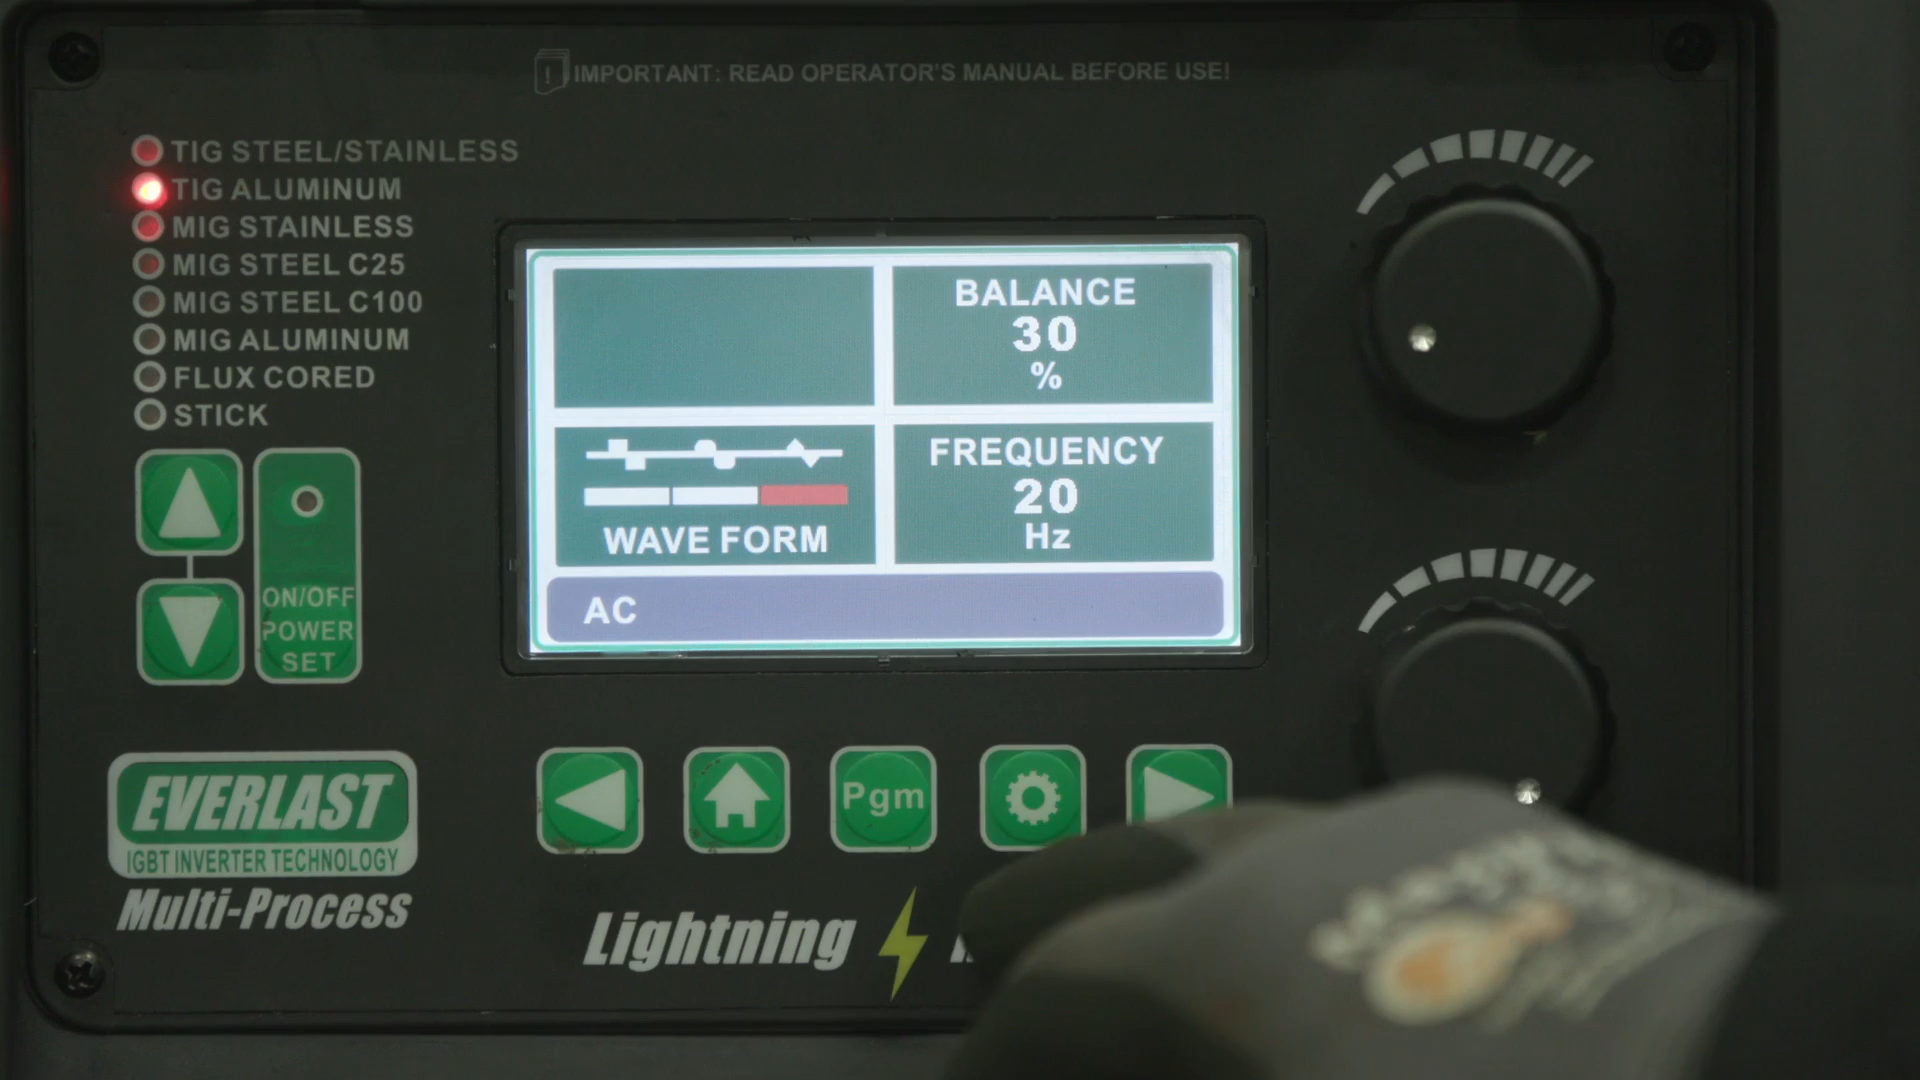 IMPORTANT: READ OPERATOR'S MANUAL BEFORE USE!
TIG STEEL/STAINLESS
TIG ALUMINUM
MIG STAINLESS
MIG STEEL C25
MIG STEEL C100
MIG ALUMINUM
FLUX CORED
STICK
ON/OFF
POWER
SET
BALANCE
30
%
WAVE FORM
FREQUENCY
20
Hz
AC
Pgm
EVERLAST
IGBT INVERTER TECHNOLOGY
Multi-Process
Lightning